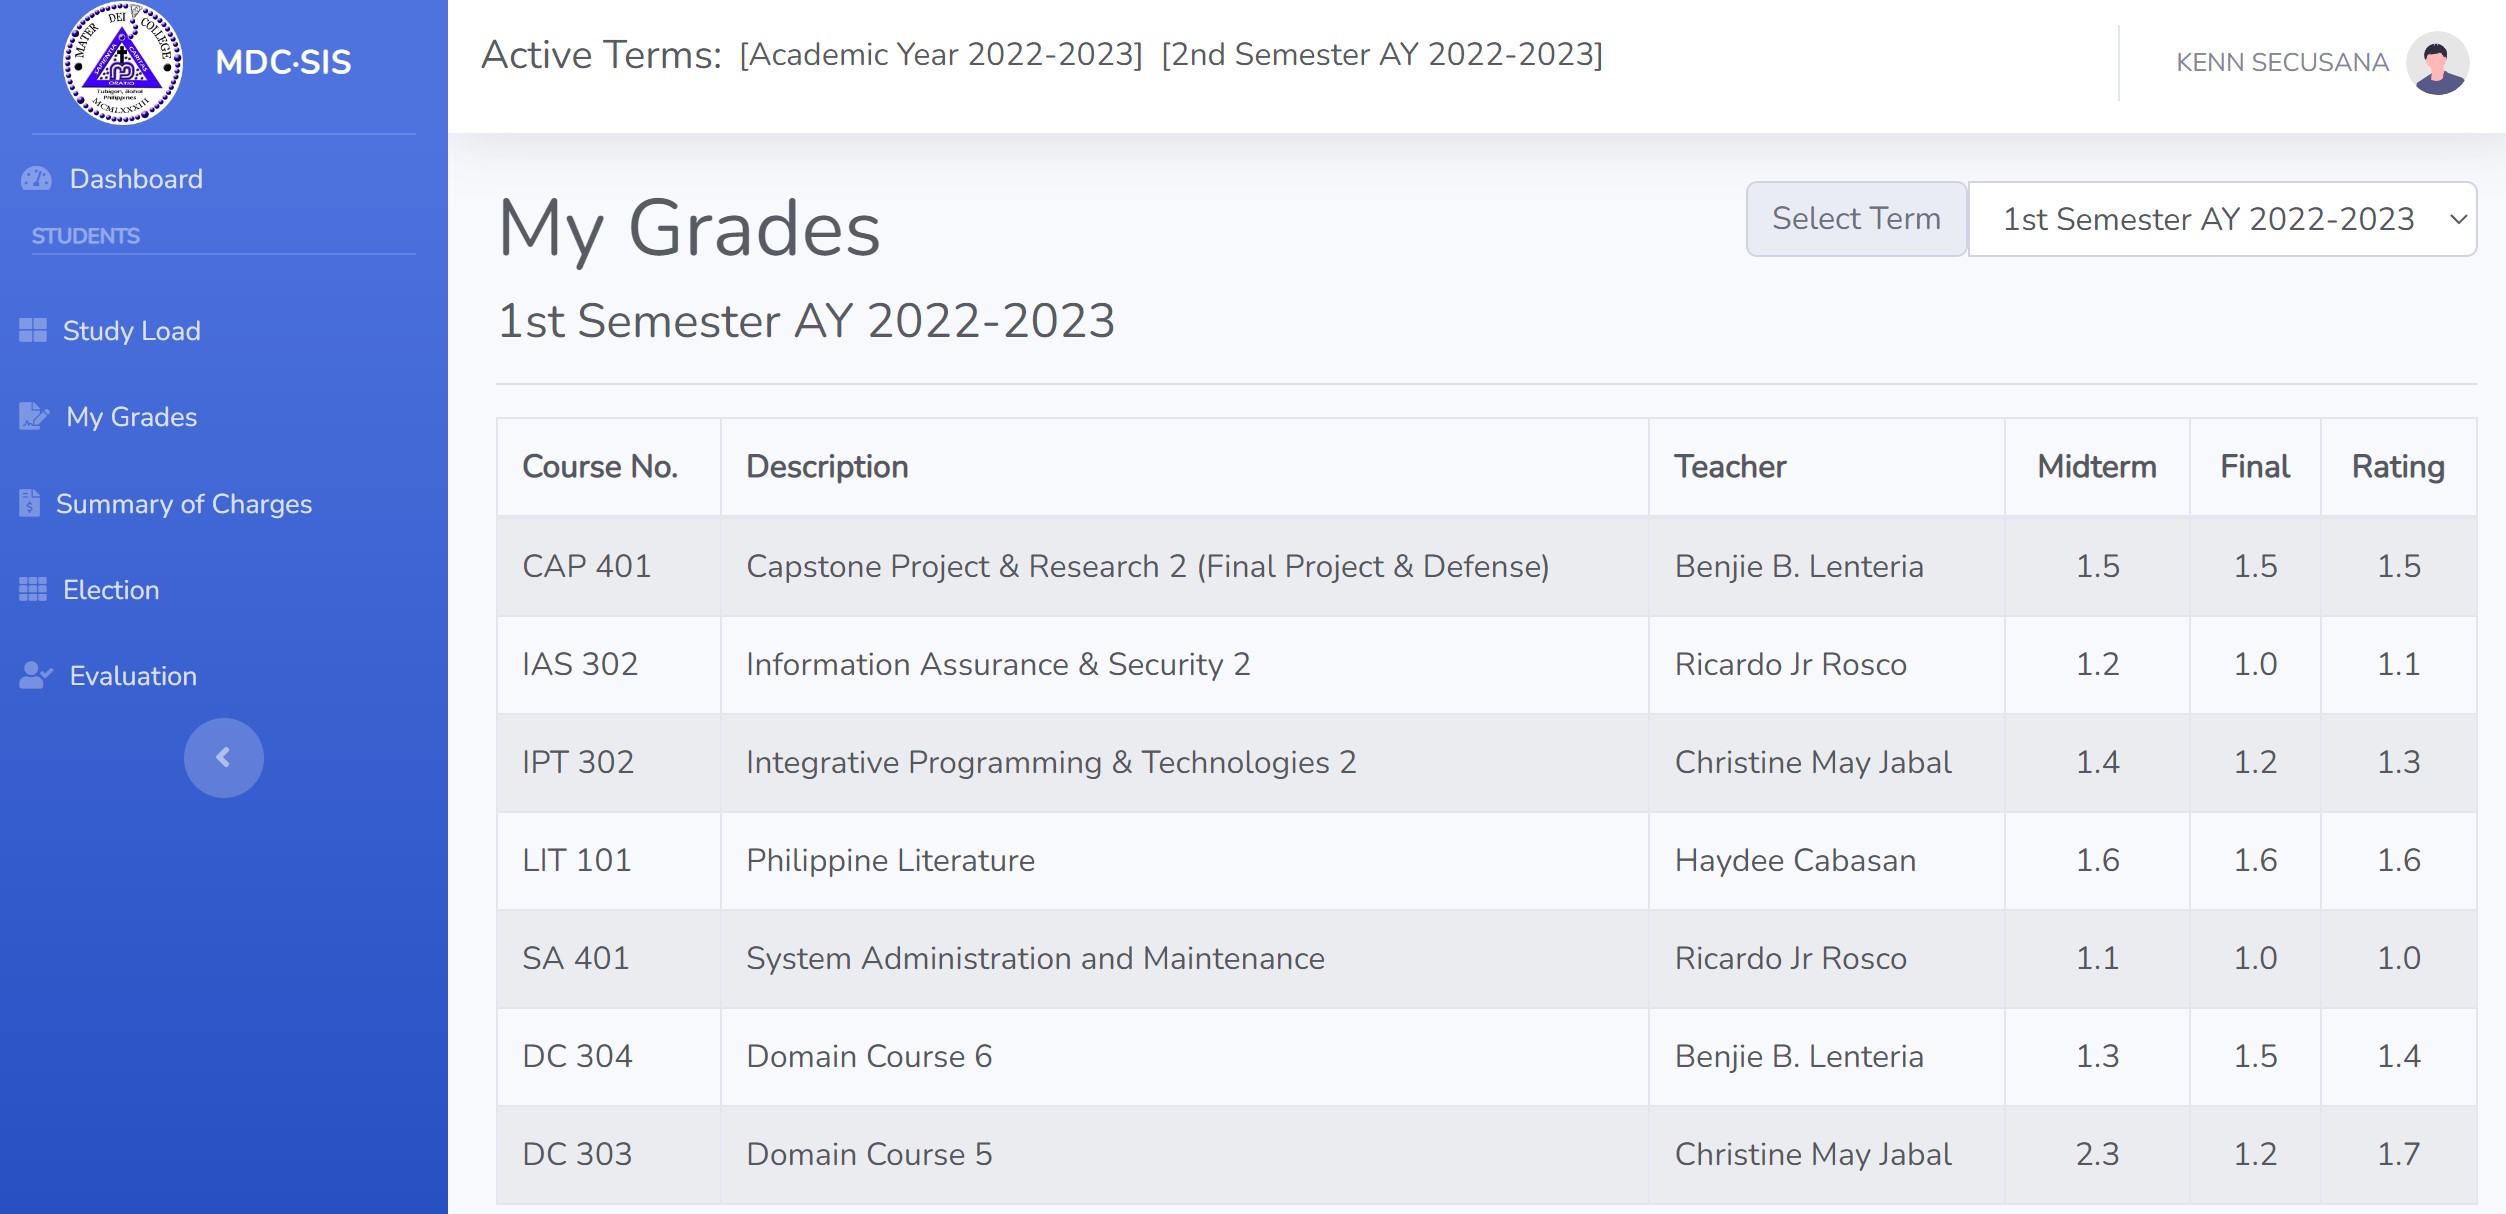 MATER DEI COLLEGE
SAPIENTIA
CARITAS
ORATIO
Tubigon, Bohol
Philippines
MCMLXXXIII
MDC·SIS
Active Terms: [Academic Year 2022-2023] [2nd Semester AY 2022-2023]
KENN SECUSANA
Dashboard
STUDENTS
Study Load
My Grades
Summary of Charges
Election
Evaluation
My Grades
Select Term 1st Semester AY 2022-2023
1st Semester AY 2022-2023
Course No. Description Teacher Midterm Final Rating
CAP 401 Capstone Project & Research 2 (Final Project & Defense) Benjie B. Lenteria 1.5 1.5 1.5
IAS 302 Information Assurance & Security 2 Ricardo Jr Rosco 1.2 1.0 1.1
IPT 302 Integrative Programming & Technologies 2 Christine May Jabal 1.4 1.2 1.3
LIT 101 Philippine Literature Haydee Cabasan 1.6 1.6 1.6
SA 401 System Administration and Maintenance Ricardo Jr Rosco 1.1 1.0 1.0
DC 304 Domain Course 6 Benjie B. Lenteria 1.3 1.5 1.4
DC 303 Domain Course 5 Christine May Jabal 2.3 1.2 1.7